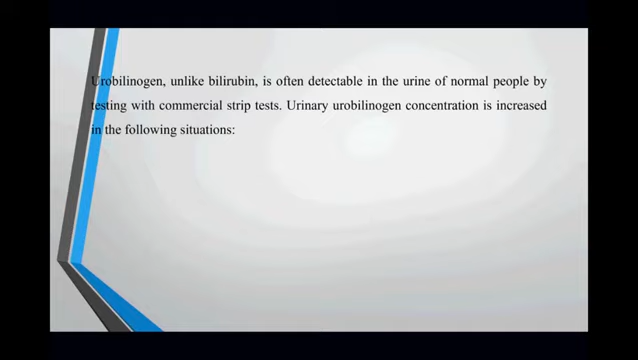 Urobilinogen, unlike bilirubin, is often detectable in the urine of normal people by
testing with commercial strip tests. Urinary urobilinogen concentration is increased
in the following situations: